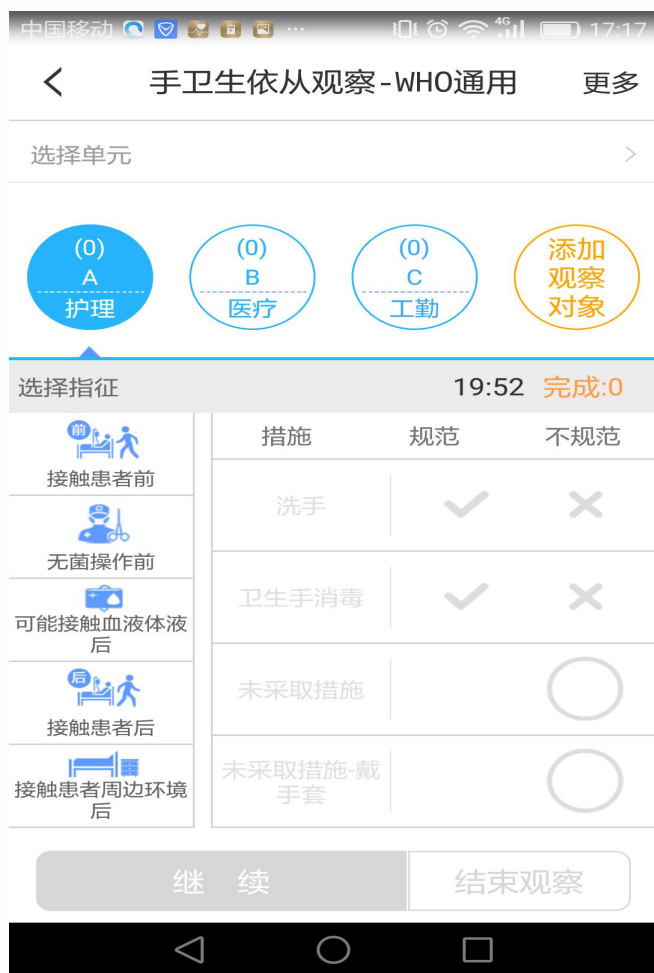 中国移动 ... 4G 17:17
手卫生依从观察-WHO通用 更多
选择单元
(0) (0) (0) 添加
A B C 观察
护理 医疗 工勤 对象
选择指征 19:52 完成:0
措施 规范 不规范
前
接触患者前
洗手
无菌操作前
卫生手消毒
可能接触血液体液
后
后
未采取措施
接触患者后
未采取措施-戴
手套
接触患者周边环境
后
继 续 结束观察